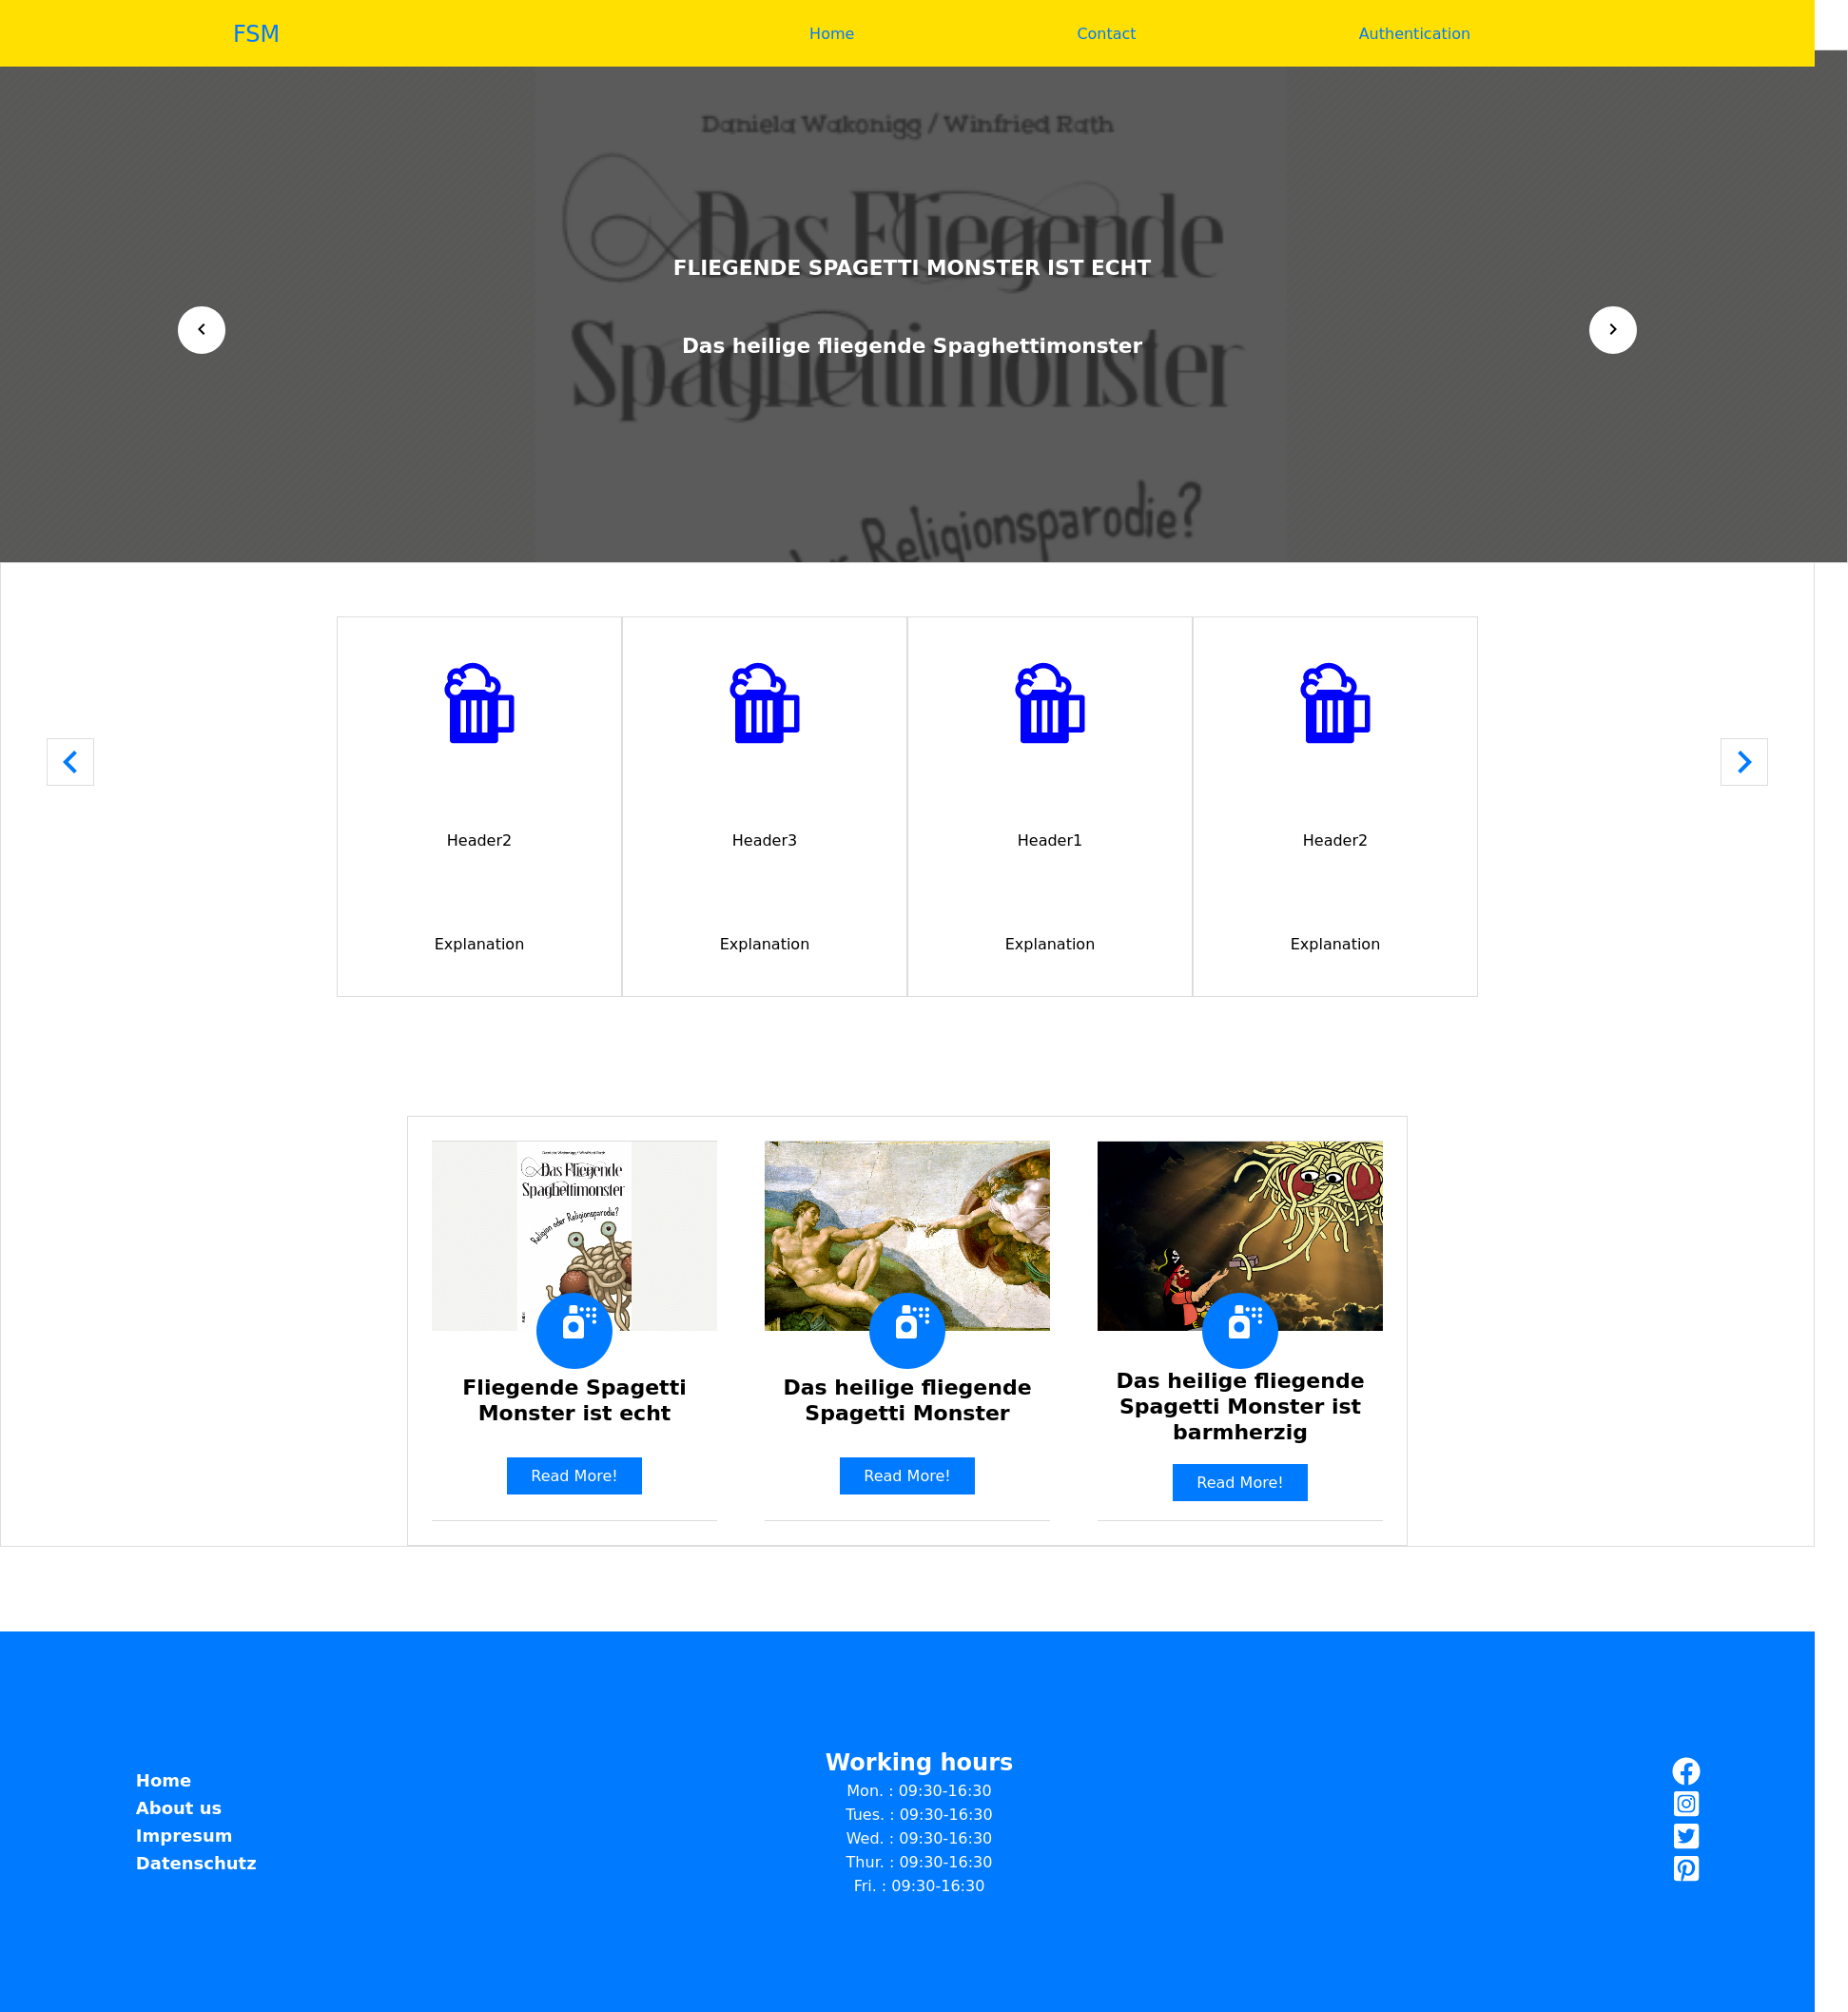 FSM
Home
Contact
Authentication
Daniela Wakonigg / Winfried Rath
Das Fliegende
FLIEGENDE SPAGETTI MONSTER IST ECHT
Spaghettimonster
Das heilige fliegende Spaghettimonster
Religionsparodie?
Header2
Header3
Header1
Header2
Explanation
Explanation
Explanation
Explanation
Daniela Wakonigg / Winfried Rath
Das Fliegende
Spaghettimonster
Religion oder Religionsparodie?
Fliegende Spagetti
Monster ist echt
Read More!
Das heilige fliegende
Spagetti Monster
Read More!
Das heilige fliegende
Spagetti Monster ist
barmherzig
Read More!
Home
About us
Impresum
Datenschutz
Working hours
Mon. : 09:30-16:30
Tues. : 09:30-16:30
Wed. : 09:30-16:30
Thur. : 09:30-16:30
Fri. : 09:30-16:30